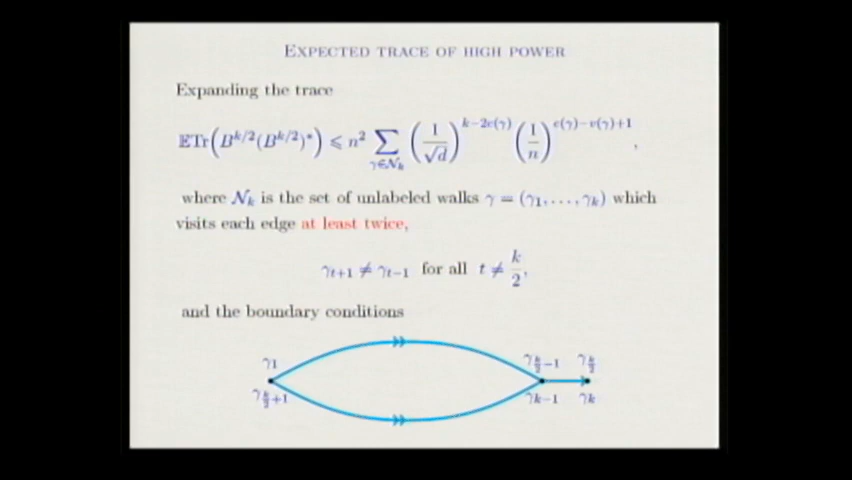 EXPECTED TRACE OF HIGH POWER
Expanding the trace
𝔼Tr(B^{k/2}(B^{k/2})^*) ⩽ n^2 ∑_{γ∈𝒩_k} (1/√d)^{k−2e(γ)} (1/n)^{e(γ)−v(γ)+1},
where 𝒩_k is the set of unlabeled walks γ = (γ_1, . . . , γ_k) which
visits each edge at least twice,
γ_{t+1} ≠ γ_{t−1} for all t ≠ k/2,
and the boundary conditions
γ_1 γ_{k/2−1} γ_{k/2}
γ_{k/2+1} γ_{k−1} γ_k